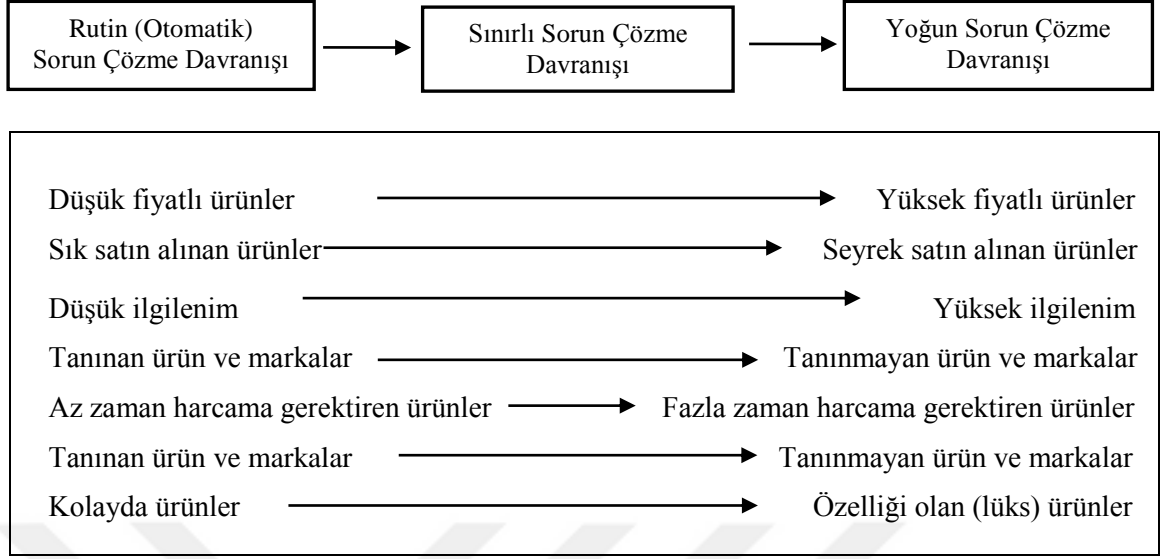 Rutin (Otomatik)
Sorun Çözme Davranışı
Sınırlı Sorun Çözme
Davranışı
Yoğun Sorun Çözme
Davranışı
Düşük fiyatlı ürünler Yüksek fiyatlı ürünler
Sık satın alınan ürünler Seyrek satın alınan ürünler
Düşük ilgilenim Yüksek ilgilenim
Tanınan ürün ve markalar Tanınmayan ürün ve markalar
Az zaman harcama gerektiren ürünler Fazla zaman harcama gerektiren ürünler
Tanınan ürün ve markalar Tanınmayan ürün ve markalar
Kolayda ürünler Özelliği olan (lüks) ürünler